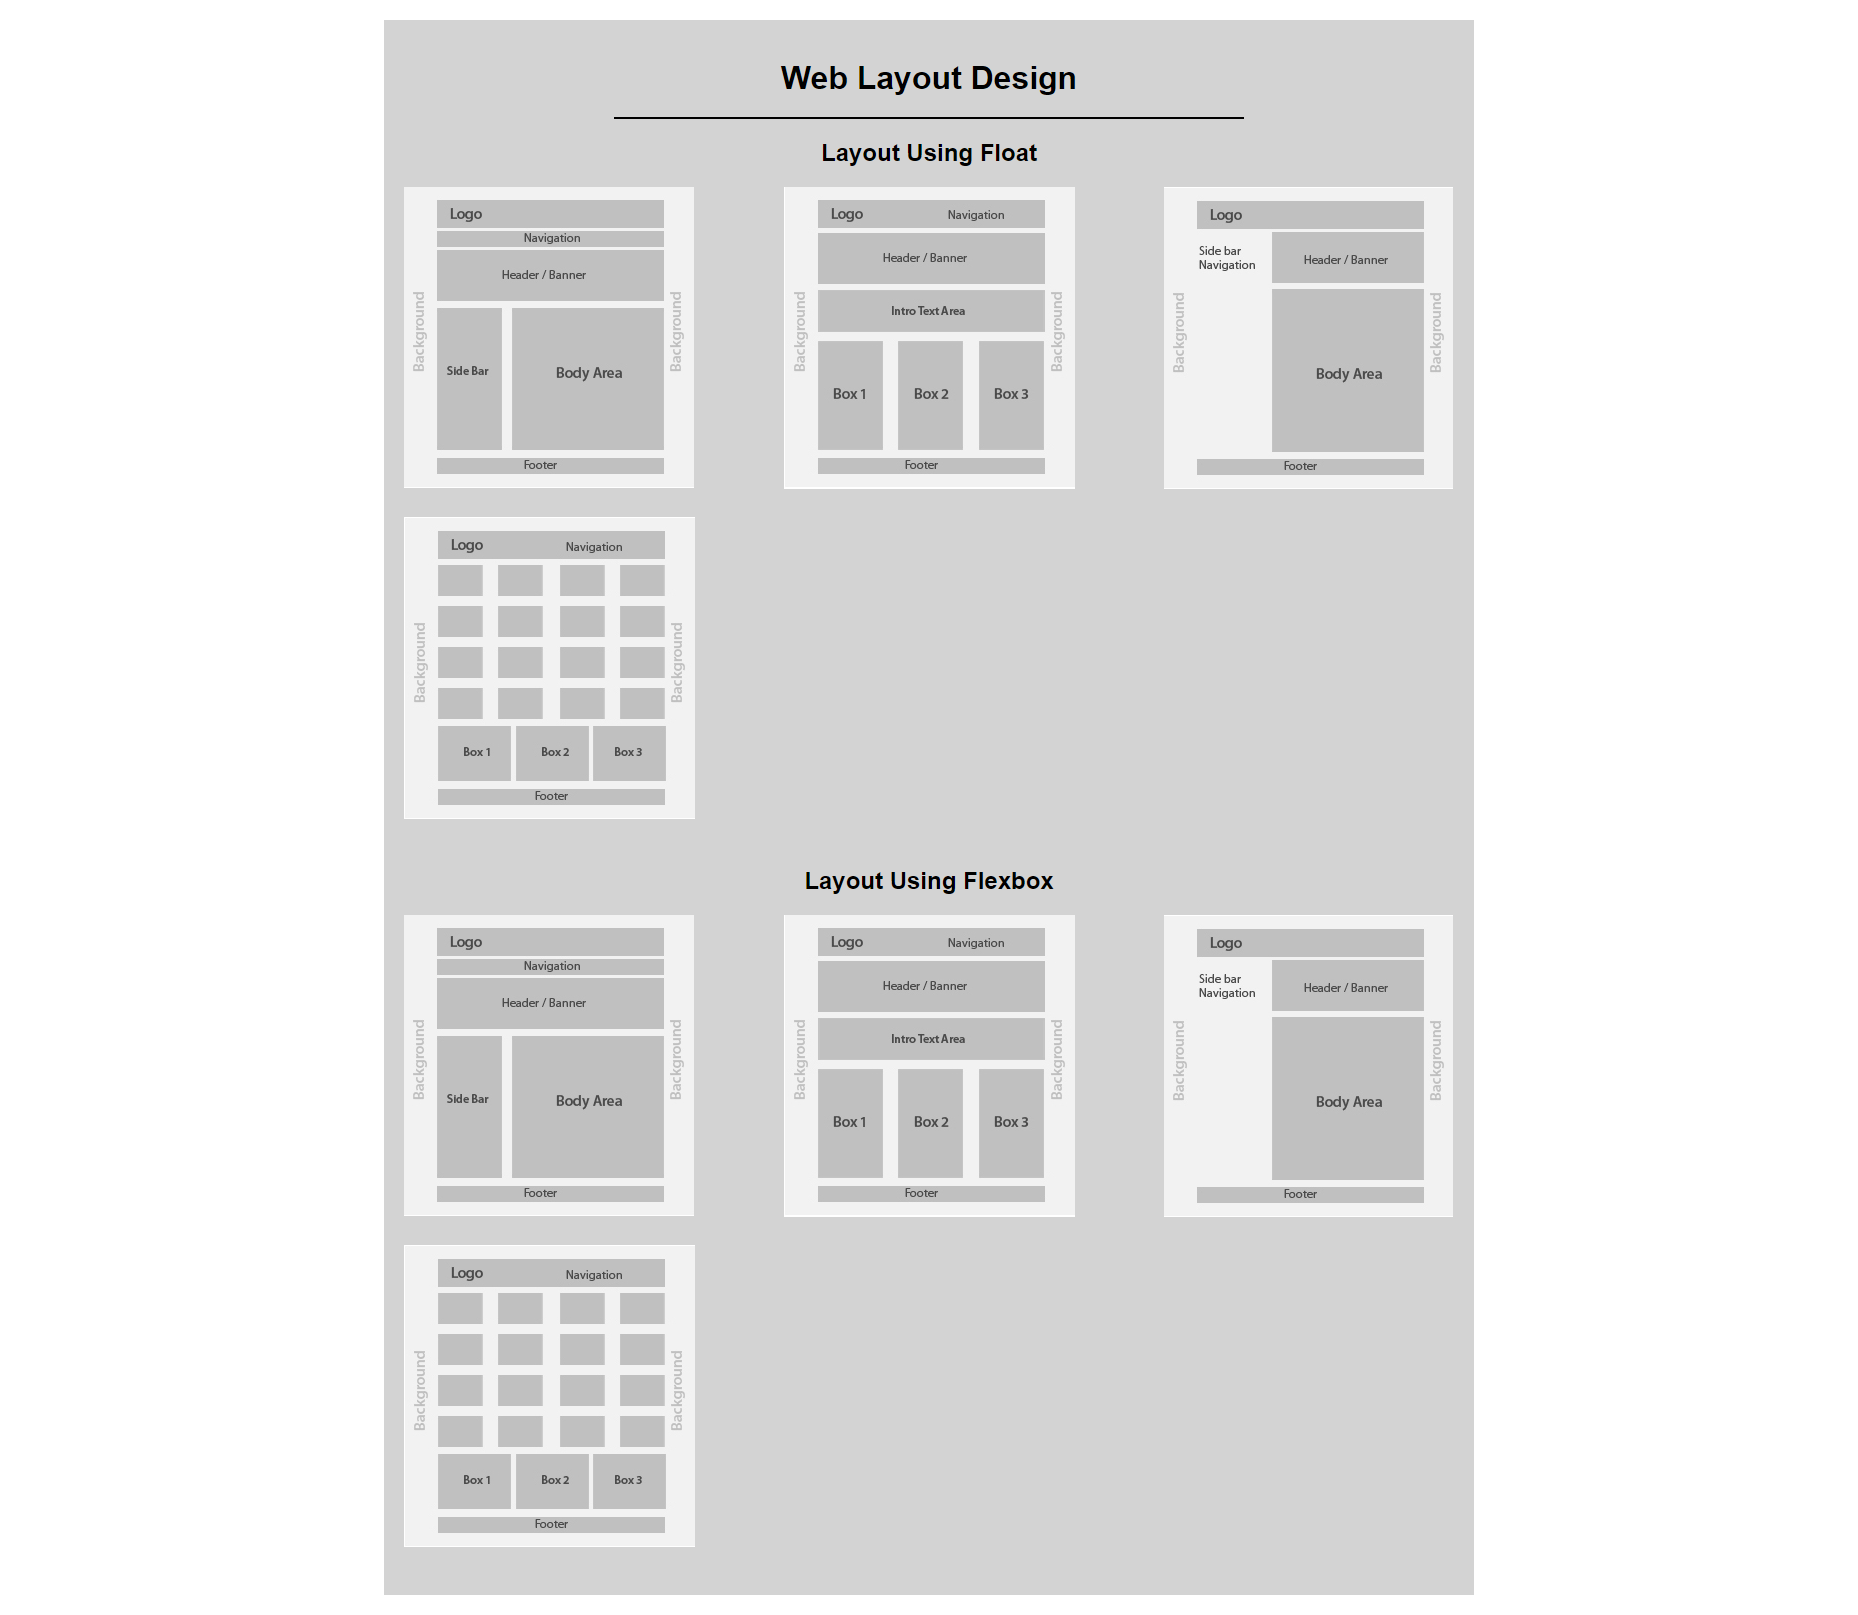 Web Layout Design
Layout Using Float
Logo
Navigation
Header / Banner
Background
Side Bar
Body Area
Background
Footer
Logo
Navigation
Header / Banner
Background
Intro Text Area
Background
Box 1
Box 2
Box 3
Footer
Logo
Side bar
Navigation
Header / Banner
Background
Body Area
Background
Footer
Logo
Navigation
Background
Background
Box 1
Box 2
Box 3
Footer
Layout Using Flexbox
Logo
Navigation
Header / Banner
Background
Side Bar
Body Area
Background
Footer
Logo
Navigation
Header / Banner
Background
Intro Text Area
Background
Box 1
Box 2
Box 3
Footer
Logo
Side bar
Navigation
Header / Banner
Background
Body Area
Background
Footer
Logo
Navigation
Background
Background
Box 1
Box 2
Box 3
Footer